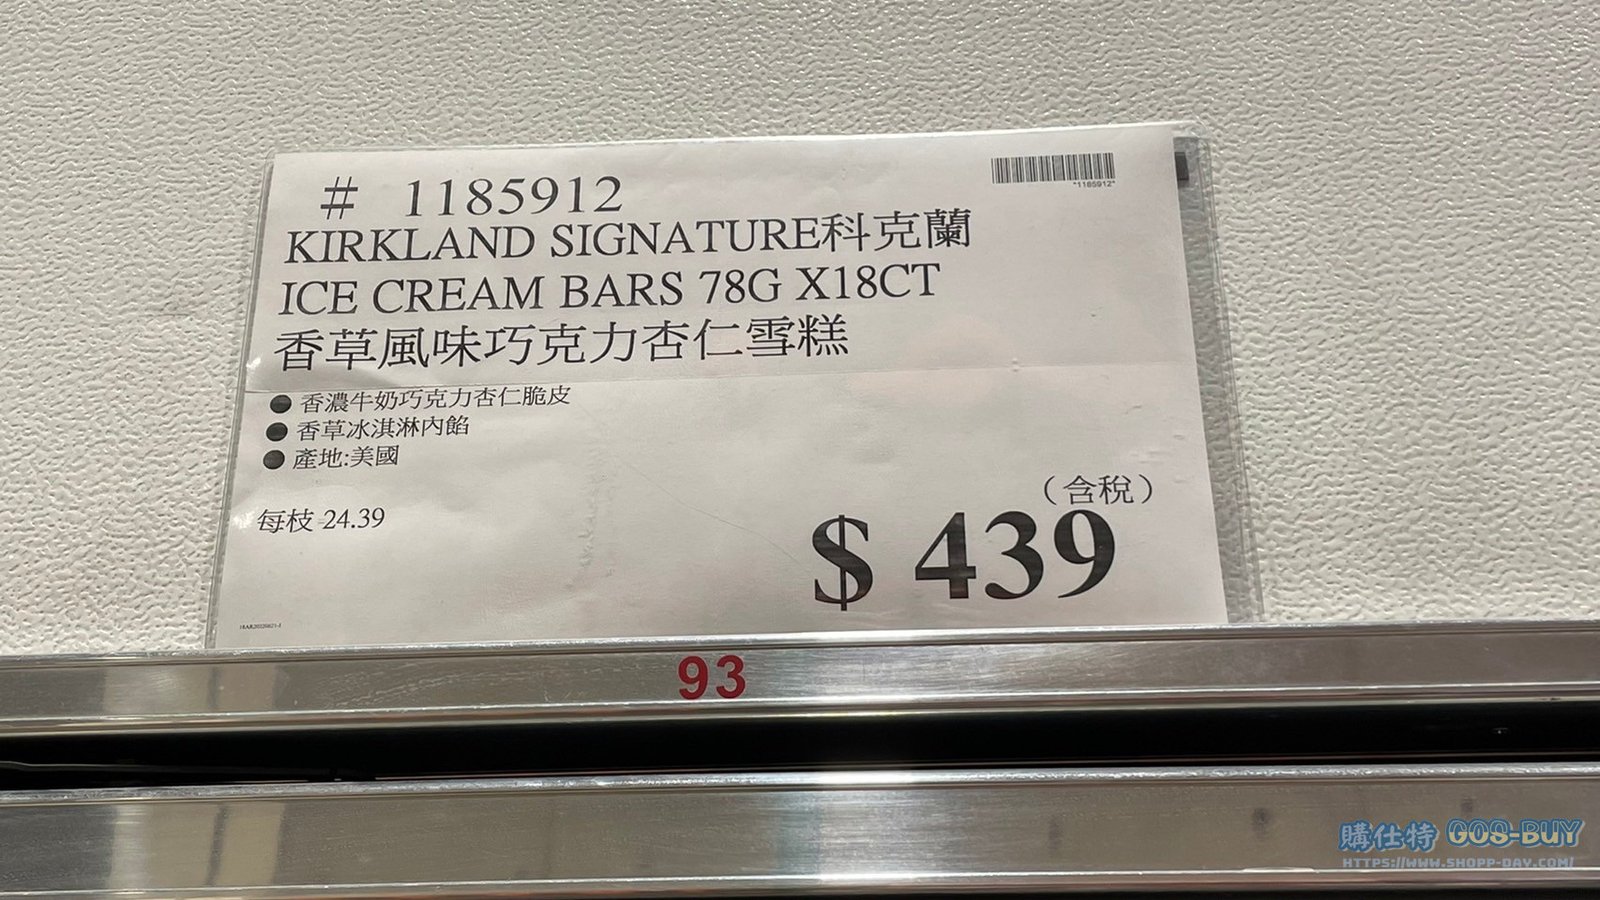 # 1185912
*1185912*
KIRKLAND SIGNATURE科克蘭
ICE CREAM BARS 78G X18CT
香草風味巧克力杏仁雪糕
● 香濃牛奶巧克力杏仁脆皮
● 香草冰淇淋內餡
● 產地:美國
(含稅)
每枝 24.39
$ 439
93
購仕特 GOS-BUY
HTTPS://WWW.SHOPP-DAY.COM/